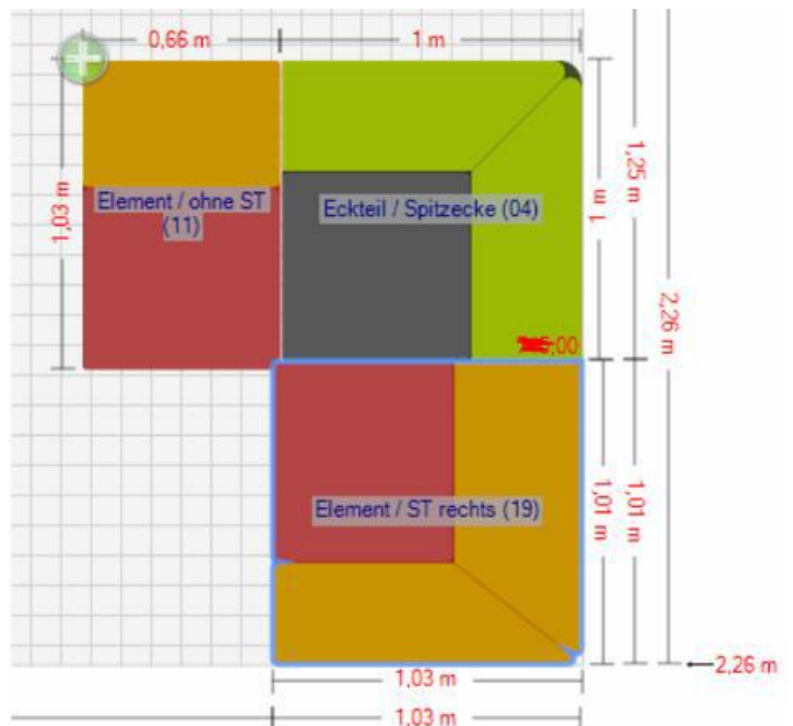 0,66 m
1 m
1,03 m
Element / ohne ST
(11)
Eckteil / Spitzecke (04)
1 m
1,25 m
2,26 m
,00
Element / ST rechts (19)
1,01 m
1,01 m
2,26 m
1,03 m
1,03 m